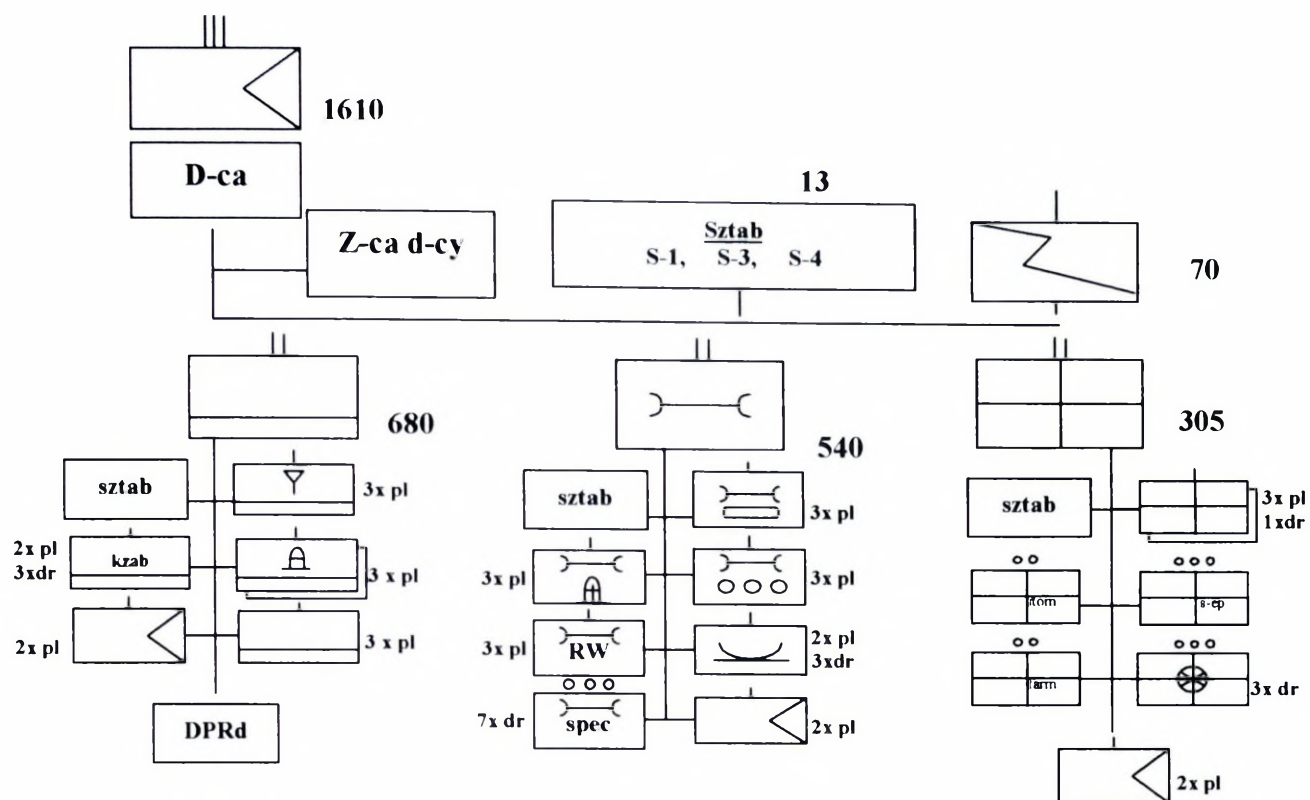 1610
D-ca
Z-ca d-cy
13
Sztab
S-1, S-3, S-4
70
680
sztab
3x pl
2x pl
3xdr
kzab
3 x pl
2x pl
3 x pl
DPRd
540
sztab
3x pl
3x pl
3x pl
3x pl
RW
2x pl
3xdr
7x dr
spec
2x pl
305
sztab
3x pl
1xdr
s-ep
3x dr
2x pl